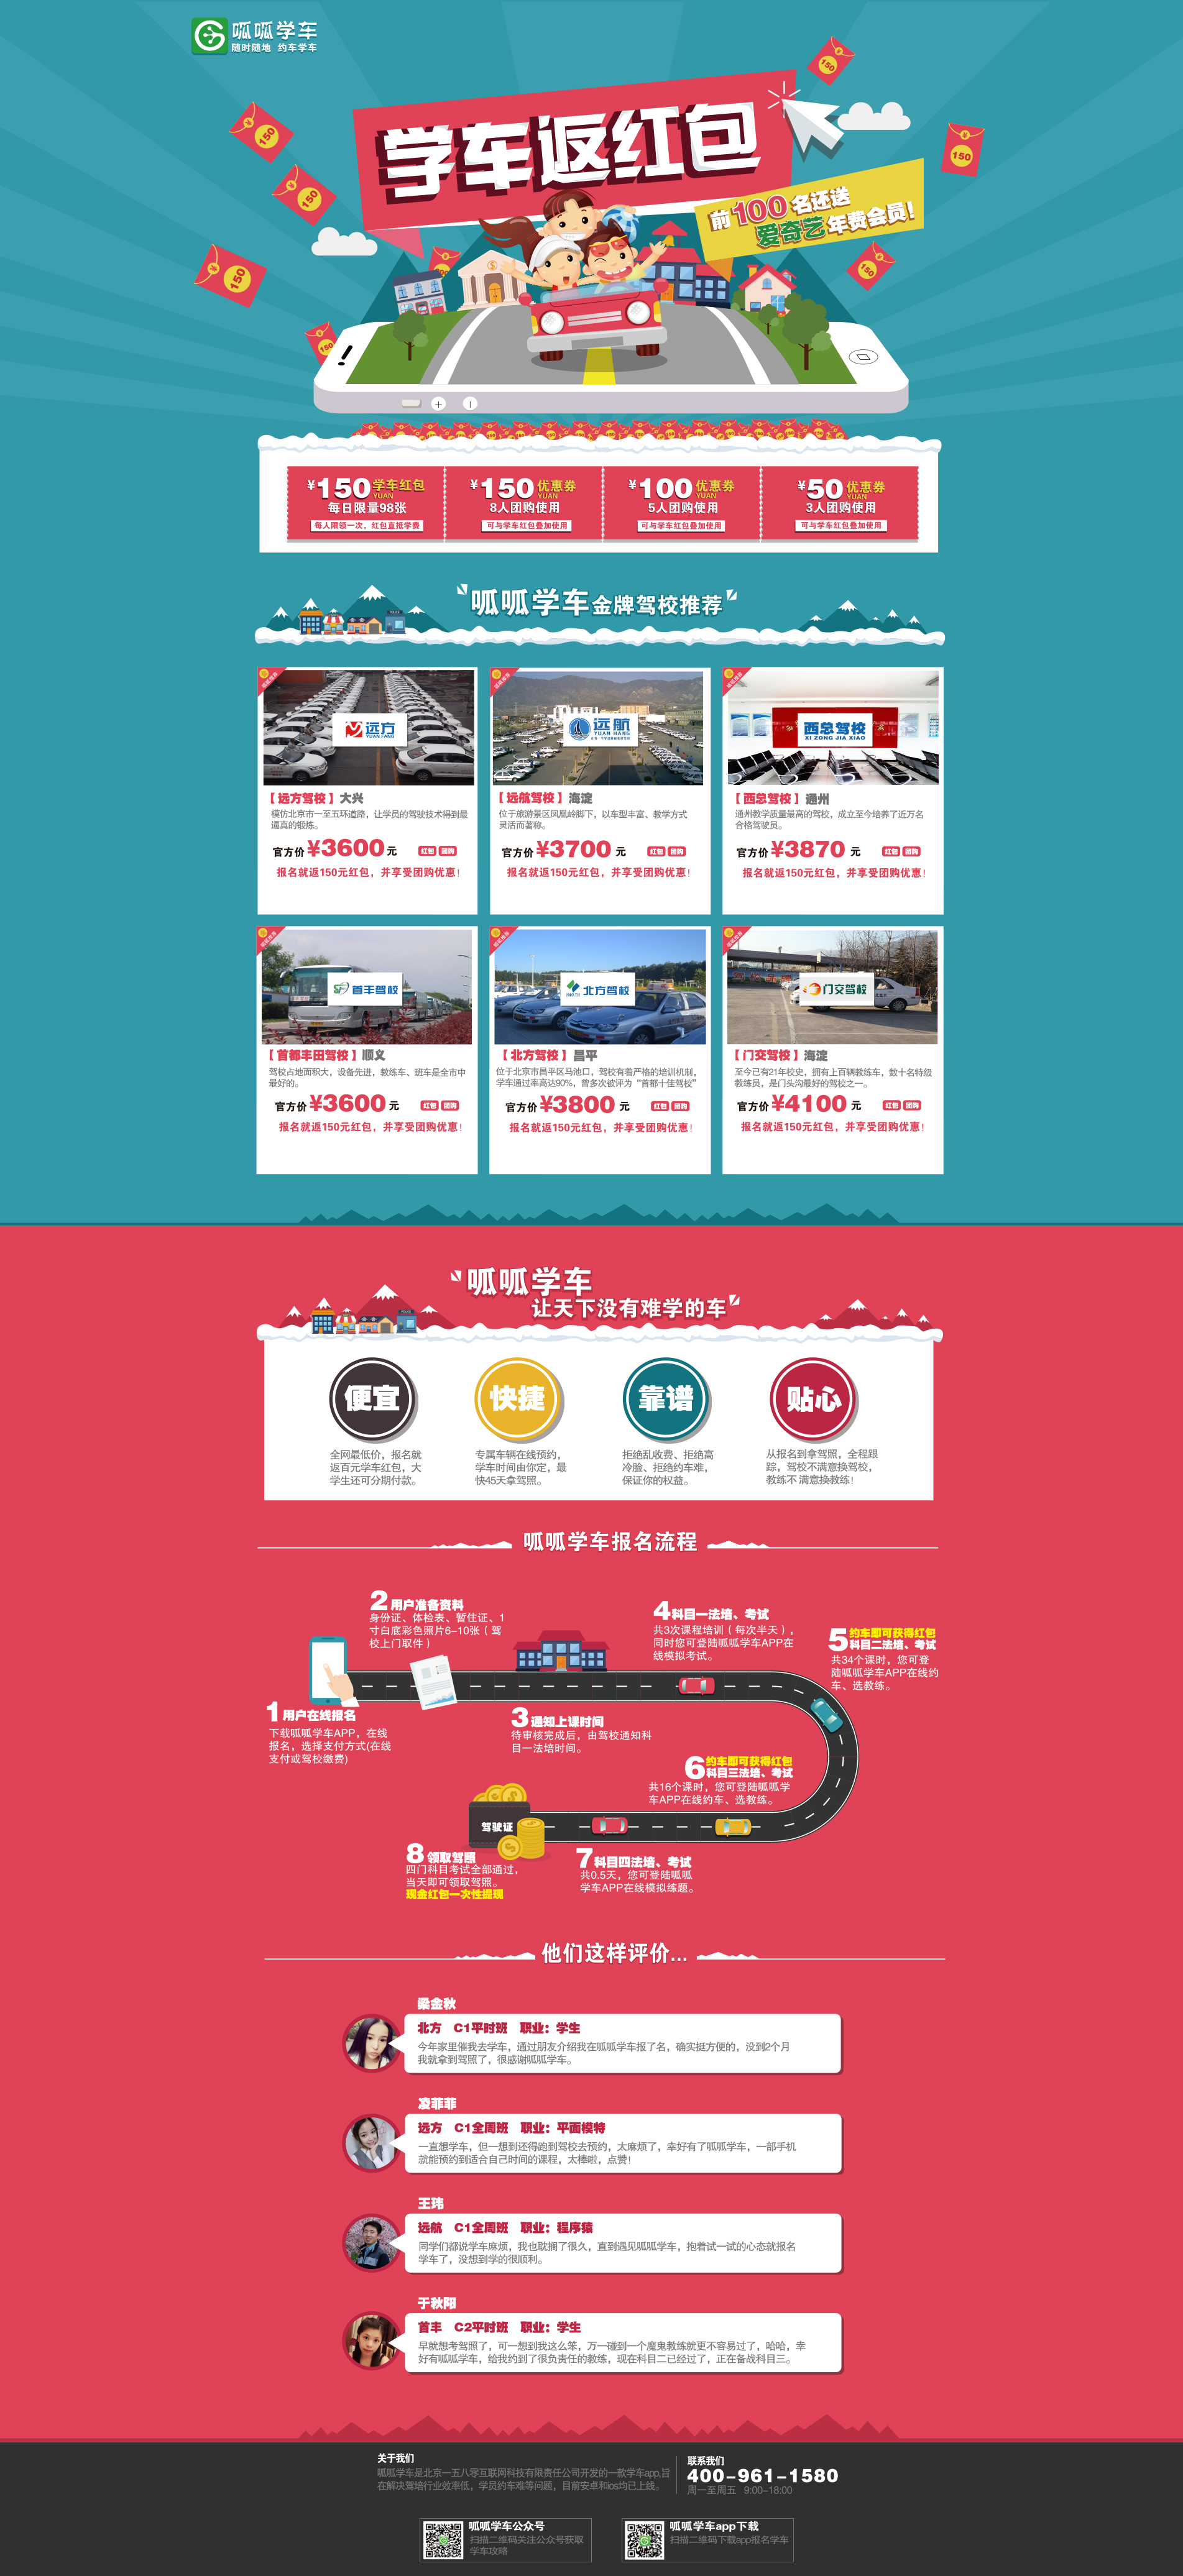 呱呱学车
随时随地 约车学车
学车返红包
前100名还送
爱奇艺年费会员!
¥150学车红包
YUAN
每日限量98张
每人限领一次，红包直抵学费
¥150优惠券
YUAN
8人团购使用
可与学车红包叠加使用
¥100优惠券
YUAN
5人团购使用
可与学车红包叠加使用
¥50优惠券
YUAN
3人团购使用
可与学车红包叠加使用
呱呱学车金牌驾校推荐
远方
YUAN FANG
【远方驾校】大兴
模仿北京市一至五环道路，让学员的驾驶技术得到最
逼真的锻炼。
官方价¥3600元 红包 团购
报名就返150元红包，并享受团购优惠！
远航
YUAN HANG
【远航驾校】海淀
位于旅游景区凤凰岭脚下，以车型丰富、教学方式
灵活而著称。
官方价¥3700 元 红包 团购
报名就返150元红包，并享受团购优惠！
西总驾校
XI ZONG JIA XIAO
【西总驾校】通州
通州教学质量最高的驾校，成立至今培养了近万名
合格驾驶员。
官方价¥3870 元 红包 团购
报名就返150元红包，并享受团购优惠！
首丰驾校
【首都丰田驾校】顺义
驾校占地面积大，设备先进，教练车、班车是全市中
最好的。
官方价¥3600元 红包 团购
报名就返150元红包，并享受团购优惠！
北方驾校
【北方驾校】昌平
位于北京市昌平区马池口，驾校有着严格的培训机制，
学车通过率高达90%，曾多次被评为“首都十佳驾校”
官方价¥3800 元 红包 团购
报名就返150元红包，并享受团购优惠！
门交驾校
【门交驾校】海淀
至今已有21年校史，拥有上百辆教练车，数十名特级
教练员，是门头沟最好的驾校之一。
官方价¥4100 元 红包 团购
报名就返150元红包，并享受团购优惠！
呱呱学车
让天下没有难学的车
便宜
全网最低价，报名就
返百元学车红包，大
学生还可分期付款。
快捷
专属车辆在线预约，
学车时间由你定，最
快45天拿驾照。
靠谱
拒绝乱收费、拒绝高
冷脸、拒绝约车难，
保证你的权益。
贴心
从报名到拿驾照，全程跟
踪，驾校不满意换驾校，
教练不 满意换教练！
呱呱学车报名流程
1用户在线报名
下载呱呱学车APP，在线
报名，选择支付方式(在线
支付或驾校缴费)
2用户准备资料
身份证、体检表、暂住证、1
寸白底彩色照片6-10张（驾
校上门取件）
3通知上课时间
待审核完成后，由驾校通知科
目一法培时间。
4科目一法培、考试
共3次课程培训（每次半天），
同时您可登陆呱呱学车APP在
线模拟考试。
5约车即可获得红包
科目二法培、考试
共34个课时，您可登
陆呱呱学车APP在线约
车、选教练。
6约车即可获得红包
科目三法培、考试
共16个课时，您可登陆呱呱学
车APP在线约车、选教练。
7科目四法培、考试
共0.5天，您可登陆呱呱
学车APP在线模拟练题。
驾驶证
8领取驾照
四门科目考试全部通过，
当天即可领取驾照。
现金红包一次性提现
他们这样评价...
梁金秋
北方 C1平时班 职业：学生
今年家里催我去学车，通过朋友介绍我在呱呱学车报了名，确实挺方便的，没到2个月
我就拿到驾照了，很感谢呱呱学车。
凌菲菲
远方 C1全周班 职业：平面模特
一直想学车，但一想到还得跑到驾校去预约，太麻烦了，幸好有了呱呱学车，一部手机
就能预约到适合自己时间的课程，太棒啦，点赞！
王玮
远航 C1全周班 职业：程序猿
同学们都说学车麻烦，我也耽搁了很久，直到遇见呱呱学车，抱着试一试的心态就报名
学车了，没想到学的很顺利。
于秋阳
首丰 C2平时班 职业：学生
早就想考驾照了，可一想到我这么笨，万一碰到一个魔鬼教练就更不容易过了，哈哈，幸
好有呱呱学车，给我约到了很负责任的教练，现在科目二已经过了，正在备战科目三。
关于我们
呱呱学车是北京一五八零互联网科技有限责任公司开发的一款学车app,旨
在解决驾培行业效率低，学员约车难等问题，目前安卓和ios均已上线。
联系我们
400-961-1580
周一至周五 9:00-18:00
呱呱学车公众号
扫描二维码关注公众号获取
学车攻略
呱呱学车app下载
扫描二维码下载app报名学车